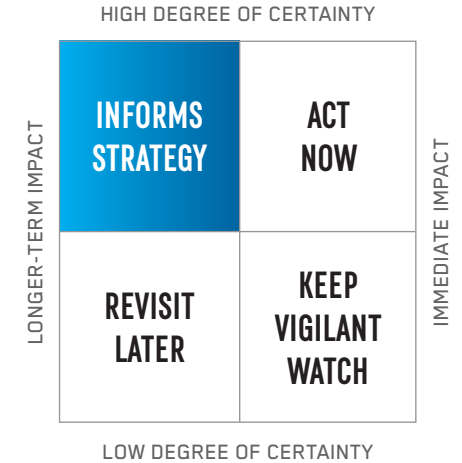 HIGH DEGREE OF CERTAINTY
LONGER-TERM IMPACT
INFORMS
STRATEGY
ACT
NOW
IMMEDIATE IMPACT
REVISIT
LATER
KEEP
VIGILANT
WATCH
LOW DEGREE OF CERTAINTY